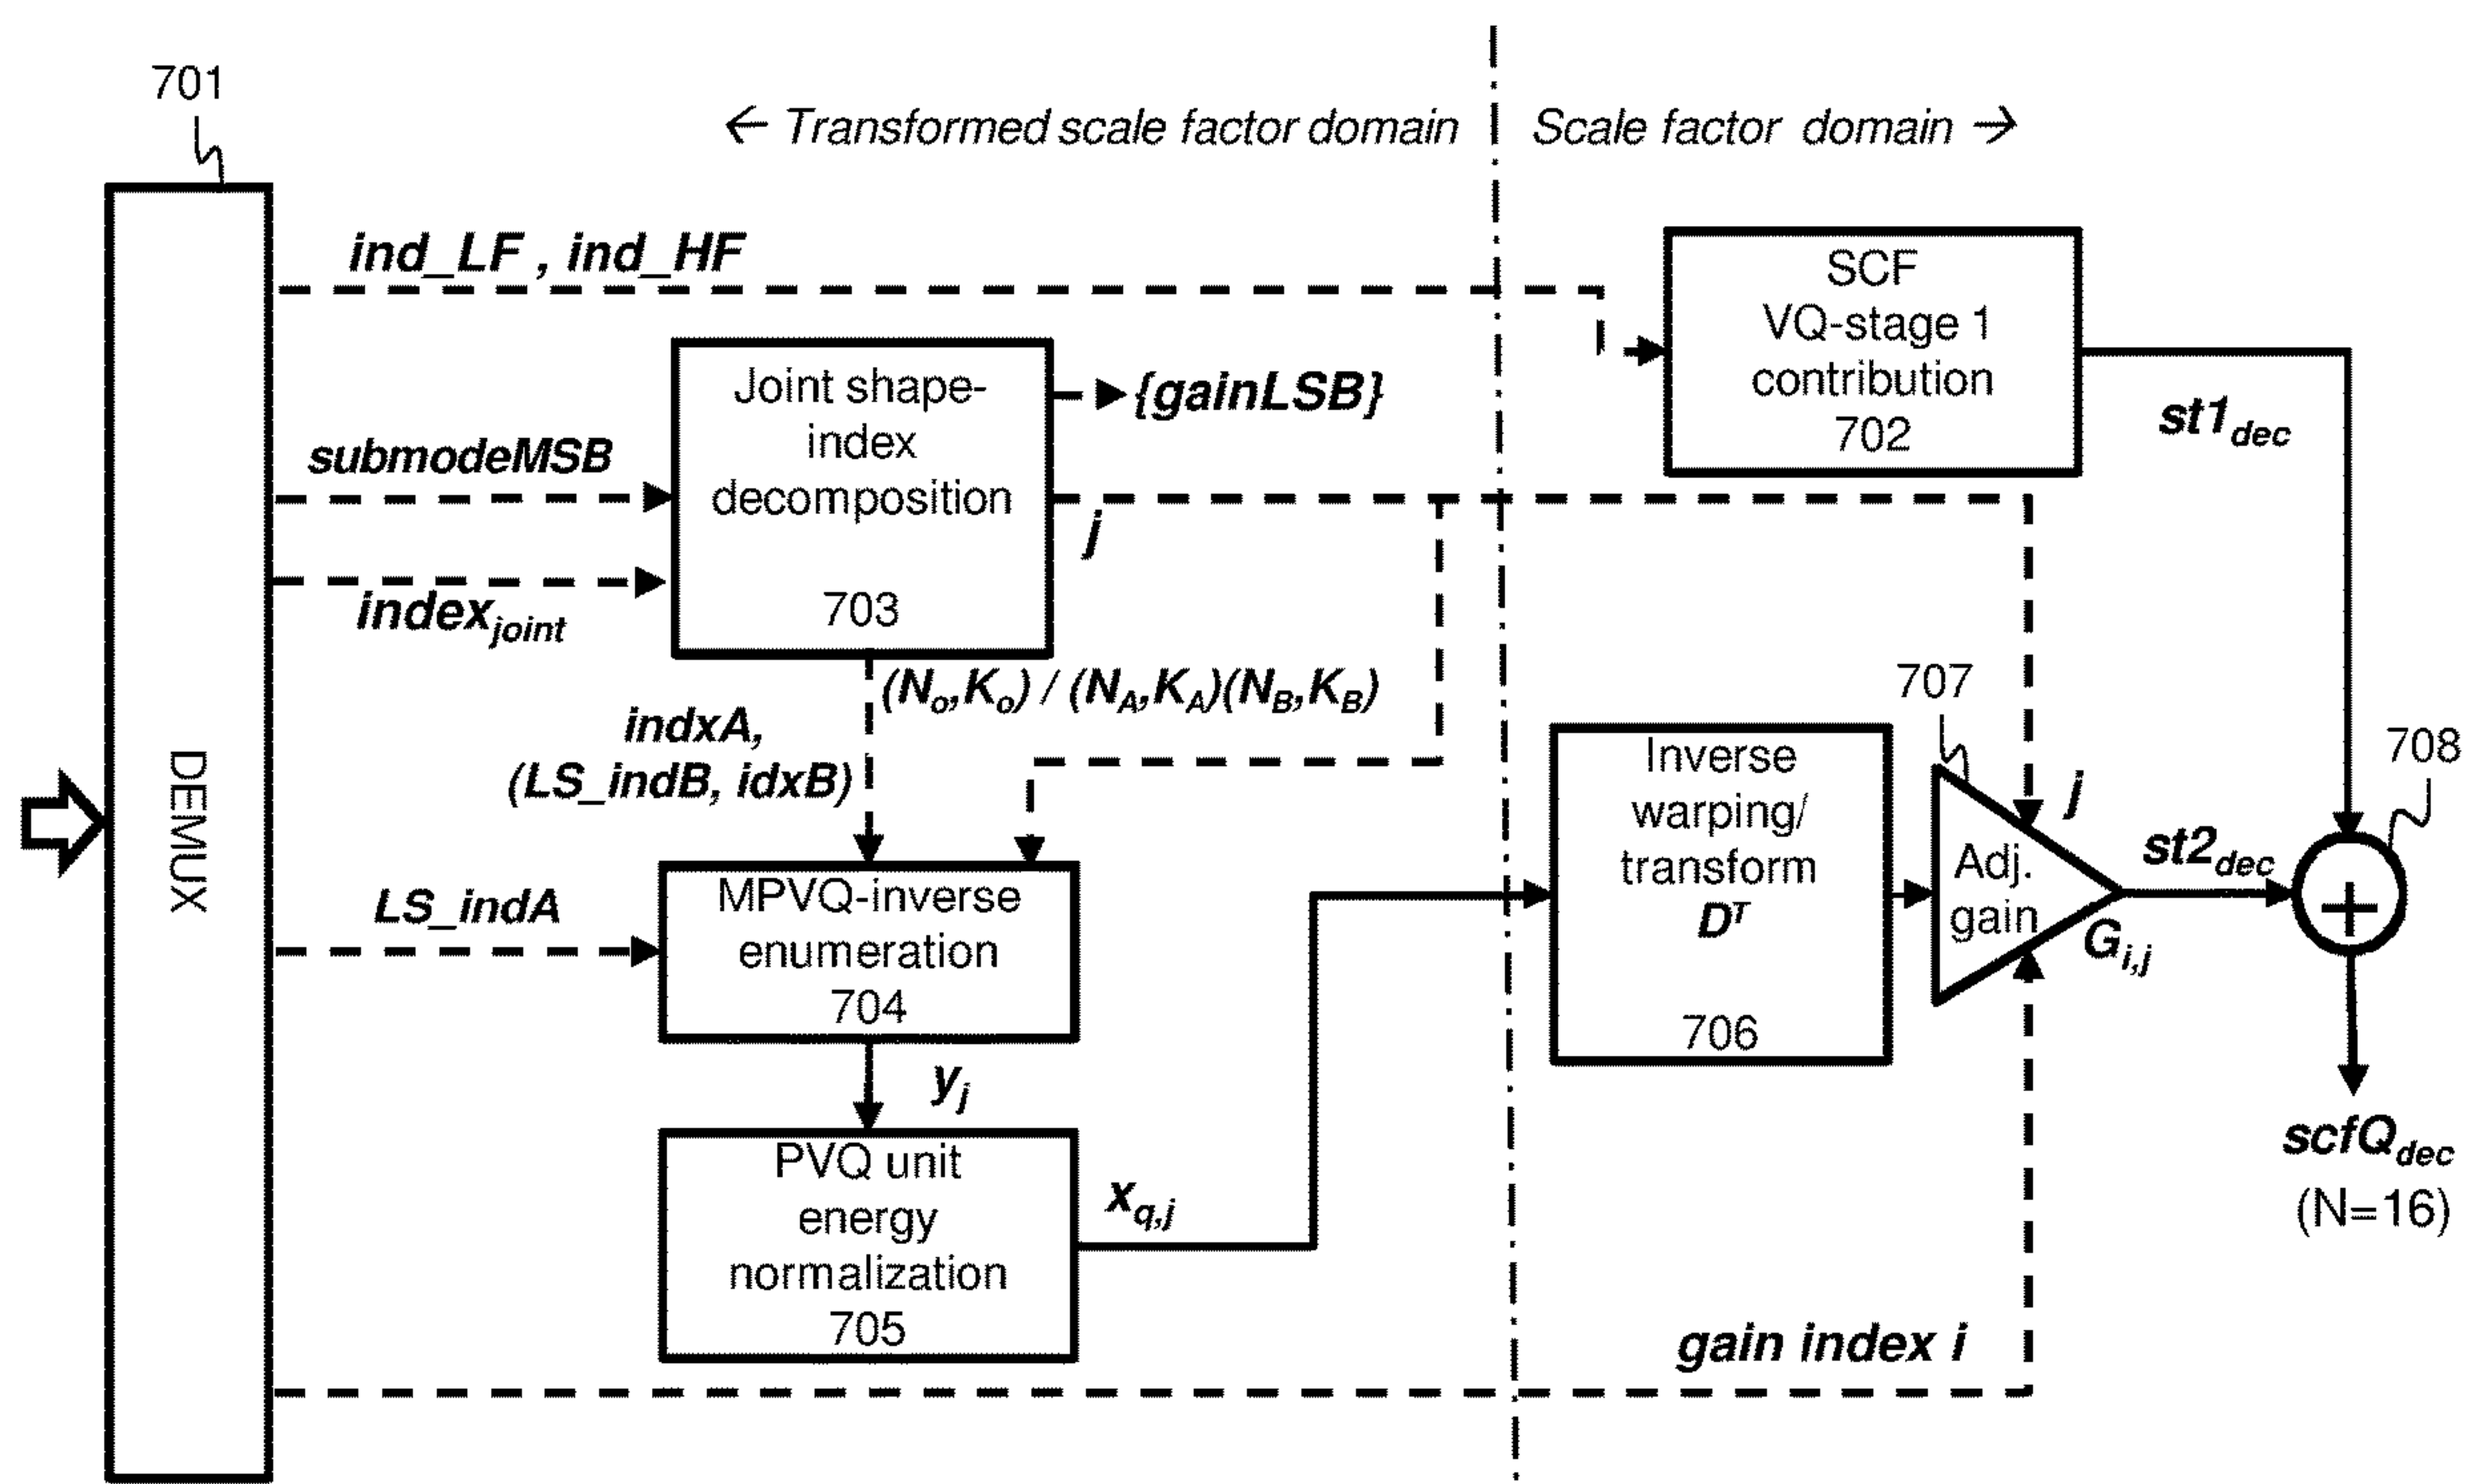 701
← Transformed scale factor domain
Scale factor domain →
ind_LF , ind_HF
SCF
VQ-stage 1
contribution
702
st1dec
Joint shape-
index
decomposition
703
{gainLSB}
submodeMSB
j
indexjoint
(No,Ko) / (NA,KA)(NB,KB)
indxA,
(LS_indB, idxB)
DEMUX
LS_indA
MPVQ-inverse
enumeration
704
yj
PVQ unit
energy
normalization
705
xq,j
Inverse
warping/
transform
DT
706
707
j
Adj.
gain
Gi,j
st2dec
708
+
scfQdec
(N=16)
gain index i